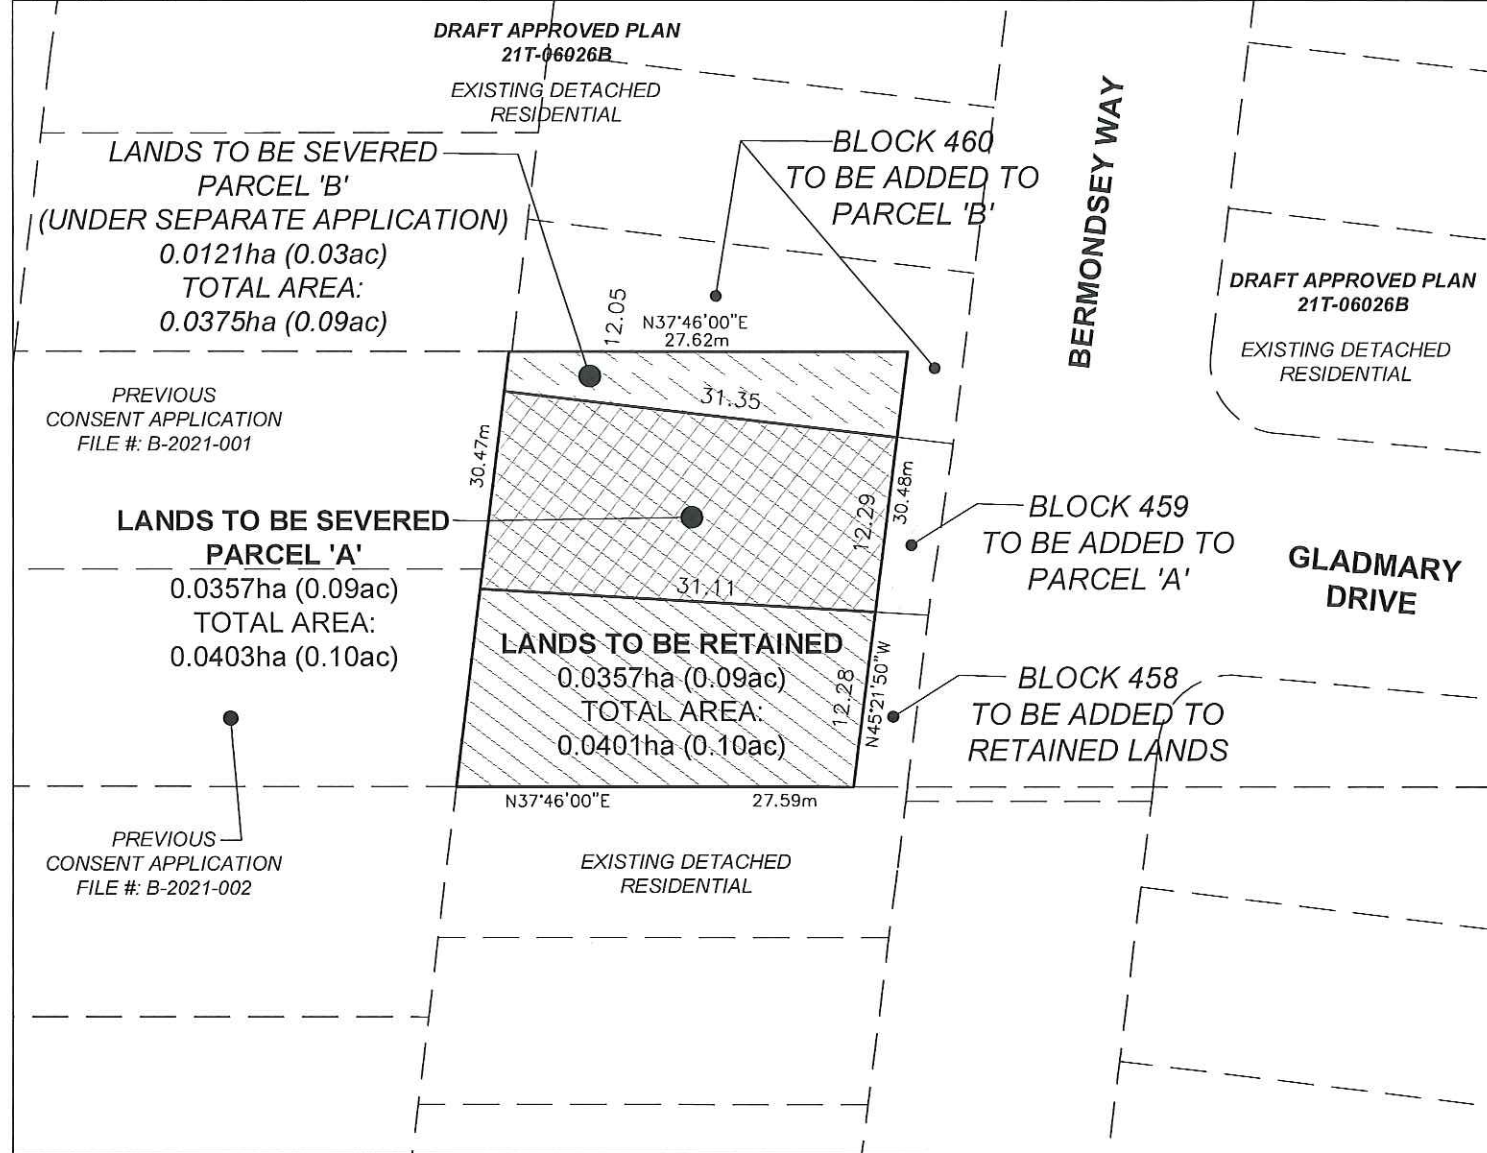 DRAFT APPROVED PLAN
21T-06026B
EXISTING DETACHED
RESIDENTIAL
LANDS TO BE SEVERED
PARCEL 'B'
(UNDER SEPARATE APPLICATION)
0.0121ha (0.03ac)
TOTAL AREA:
0.0375ha (0.09ac)
BLOCK 460
TO BE ADDED TO
PARCEL 'B'
BERMONDSEY WAY
DRAFT APPROVED PLAN
21T-06026B
EXISTING DETACHED
RESIDENTIAL
12.05
N37°46'00"E
27.62m
31.35
PREVIOUS
CONSENT APPLICATION
FILE #: B-2021-001
30.47m
30.48m
12.29
LANDS TO BE SEVERED
PARCEL 'A'
0.0357ha (0.09ac)
TOTAL AREA:
0.0403ha (0.10ac)
BLOCK 459
TO BE ADDED TO
PARCEL 'A'
GLADMARY
DRIVE
31.11
LANDS TO BE RETAINED
0.0357ha (0.09ac)
TOTAL AREA:
0.0401ha (0.10ac)
12.28
N45°21'50"W
BLOCK 458
TO BE ADDED TO
RETAINED LANDS
N37°46'00"E
27.59m
PREVIOUS
CONSENT APPLICATION
FILE #: B-2021-002
EXISTING DETACHED
RESIDENTIAL